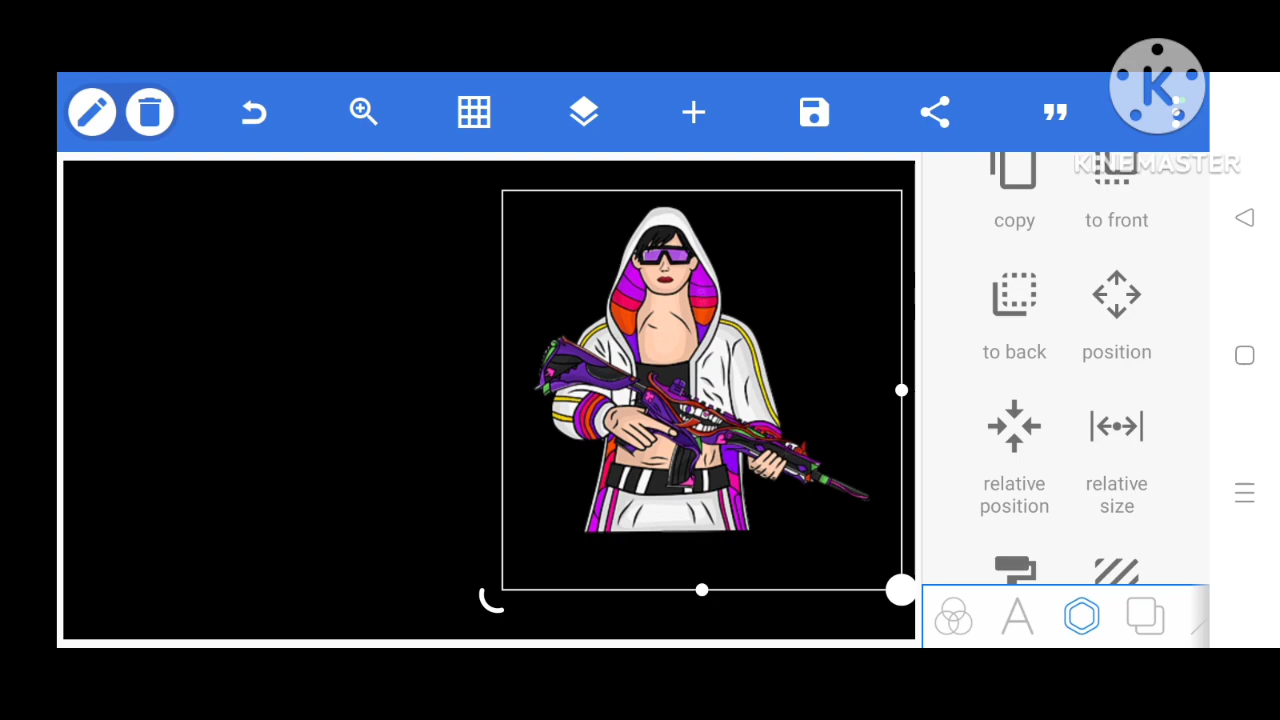 K
KINEMASTER
copy
to front
to back
position
relative
position
relative
size
A